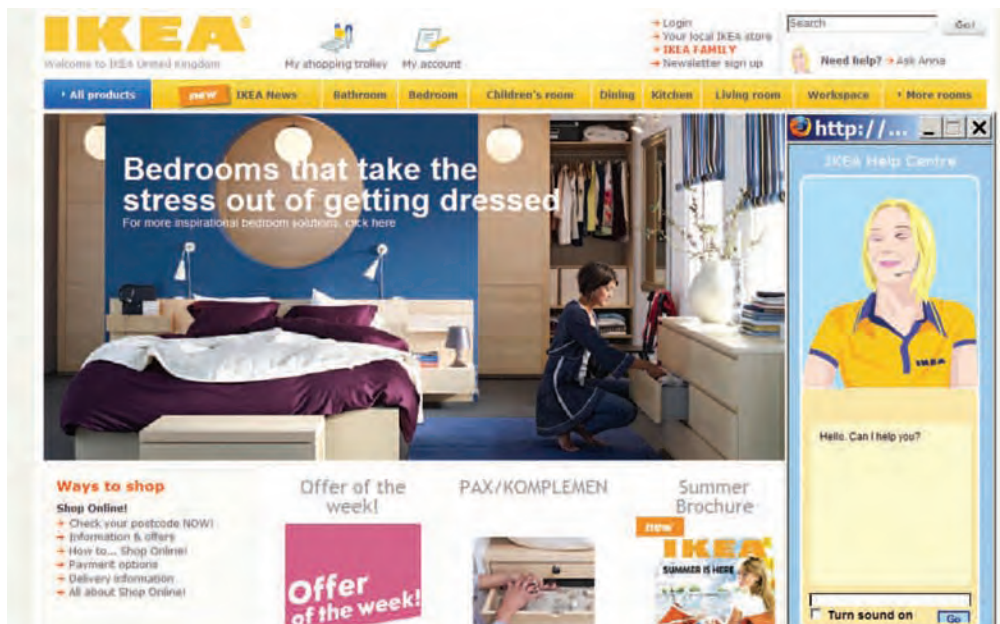 IKEA®
Welcome to IKEA United Kingdom
My shopping trolley
My account
Login
Your local IKEA store
IKEA FAMILY
Newsletter sign up
Search
Go!
Need help? Ask Anna
All products
new IKEA News
Bathroom
Bedroom
Children's room
Dining
Kitchen
Living room
Workspace
More rooms
Bedrooms that take the
stress out of getting dressed
For more inspirational bedroom solutions, click here
http://...
IKEA Help Centre
IKEA
Hello. Can I help you?
Turn sound on
Go
Ways to shop
Shop Online!
Check your postcode NOW!
Information & offers
How to... Shop Online!
Payment options
Delivery information
All about Shop Online!
Offer of the
week!
Offer
of the week!
PAX/KOMPLEMEN
Summer
Brochure
new
IKEA
SUMMER IS HERE